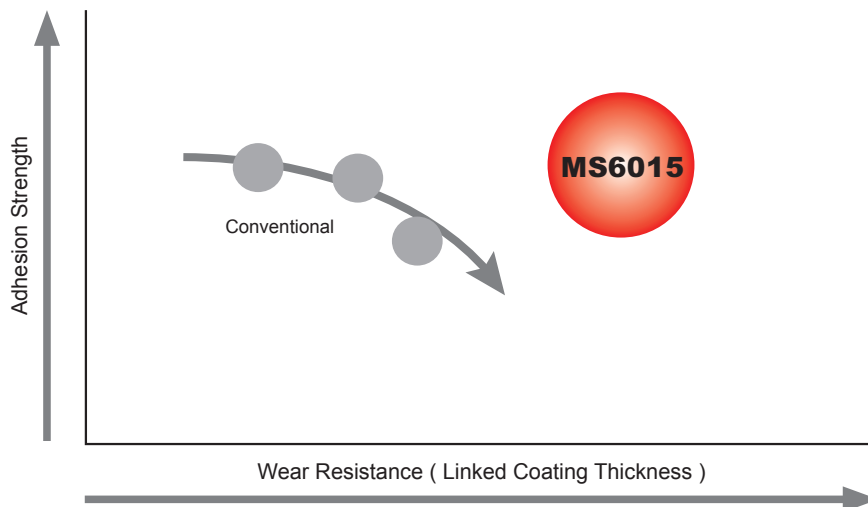 MS6015
Conventional
Adhesion Strength
Wear Resistance ( Linked Coating Thickness )